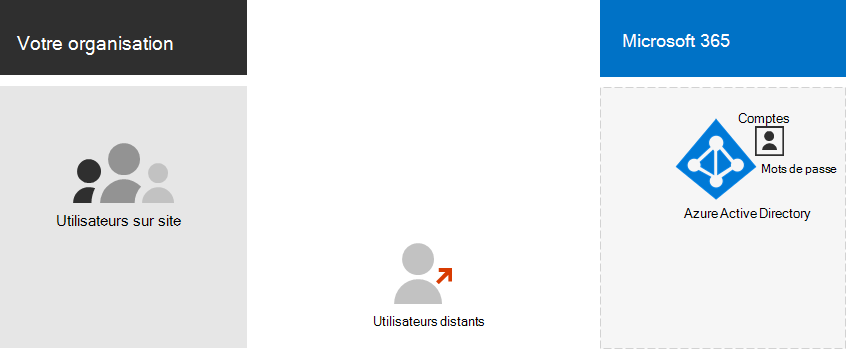 Votre organisation
Microsoft 365
Comptes
Mots de passe
Azure Active Directory
Utilisateurs sur site
Utilisateurs distants